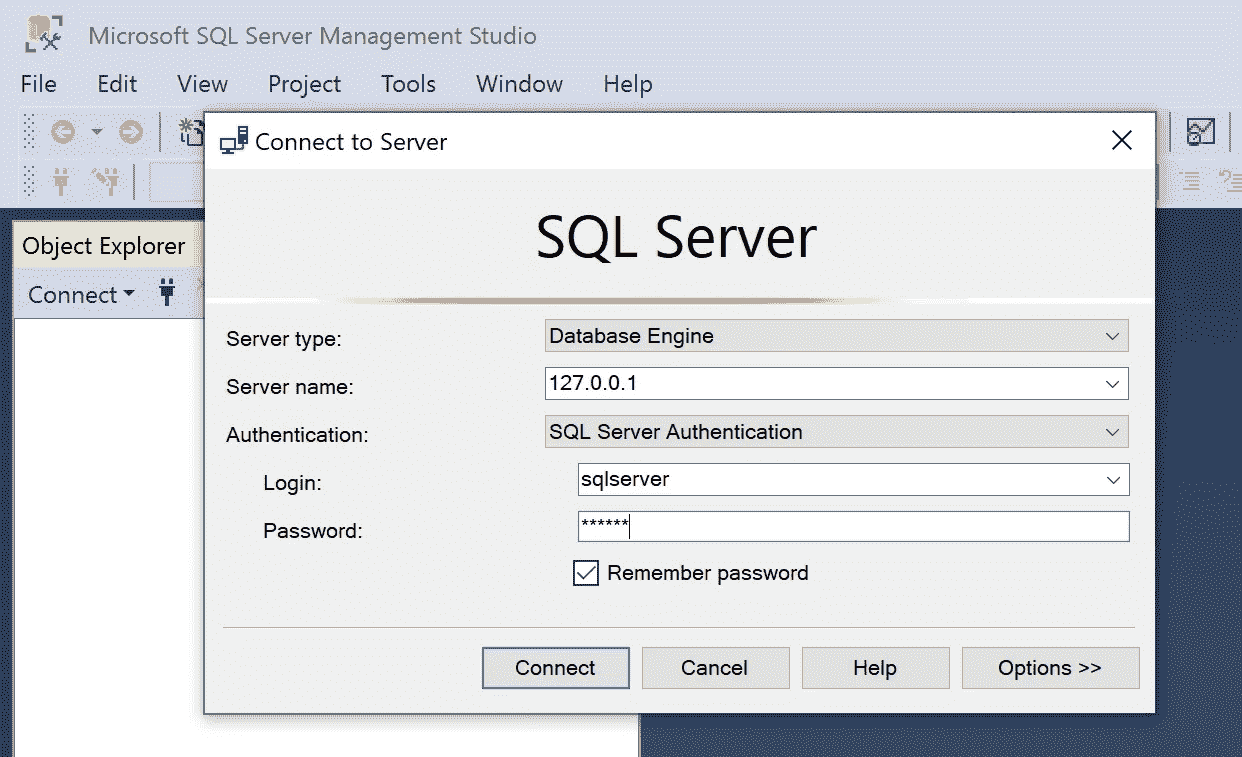 Microsoft SQL Server Management Studio
File Edit View Project Tools Window Help
Connect to Server
SQL Server
Object Explorer
Connect
Server type: Database Engine
Server name: 127.0.0.1
Authentication: SQL Server Authentication
Login: sqlserver
Password: ******
Remember password
Connect Cancel Help Options >>